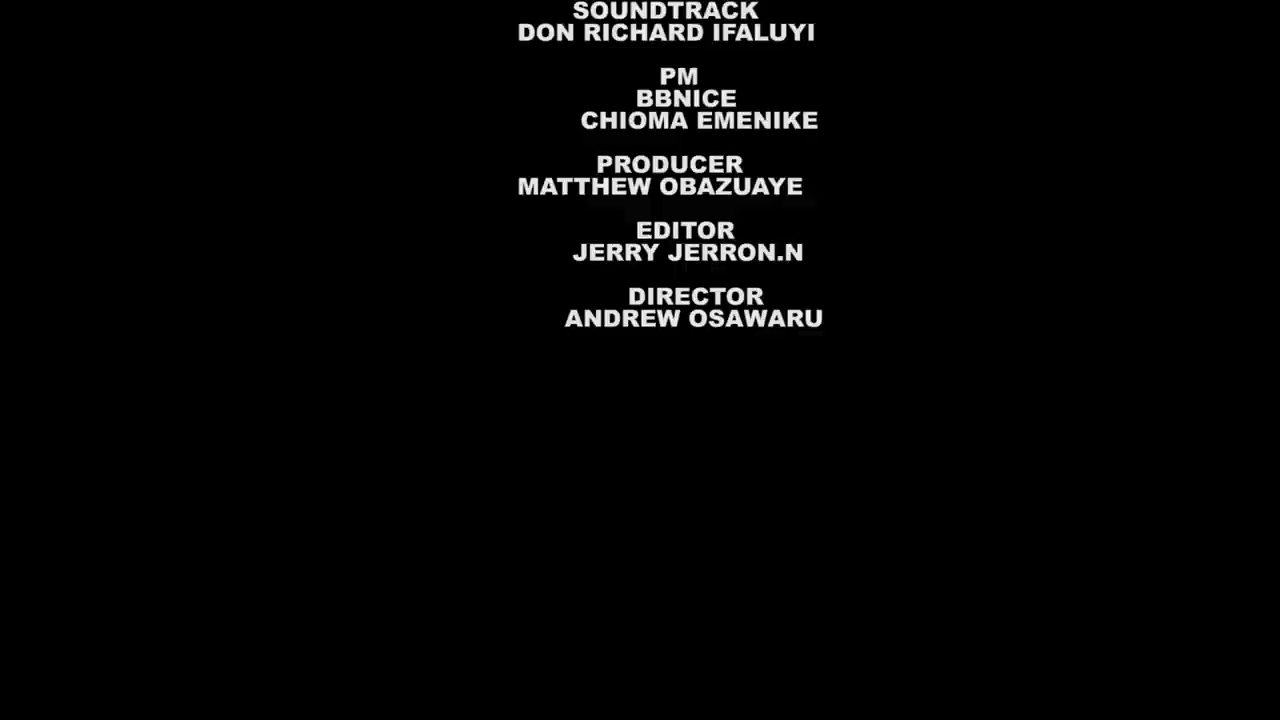 SOUNDTRACK
DON RICHARD IFALUYI
PM
BBNICE
CHIOMA EMENIKE
PRODUCER
MATTHEW OBAZUAYE
EDITOR
JERRY JERRON.N
DIRECTOR
ANDREW OSAWARU